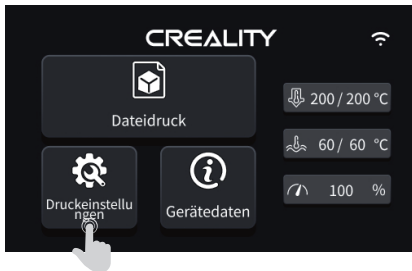 CREALITY
Dateidruck
200 / 200 °C
60 / 60 °C
Druckeinstellu
ngen
Gerätedaten
100 %